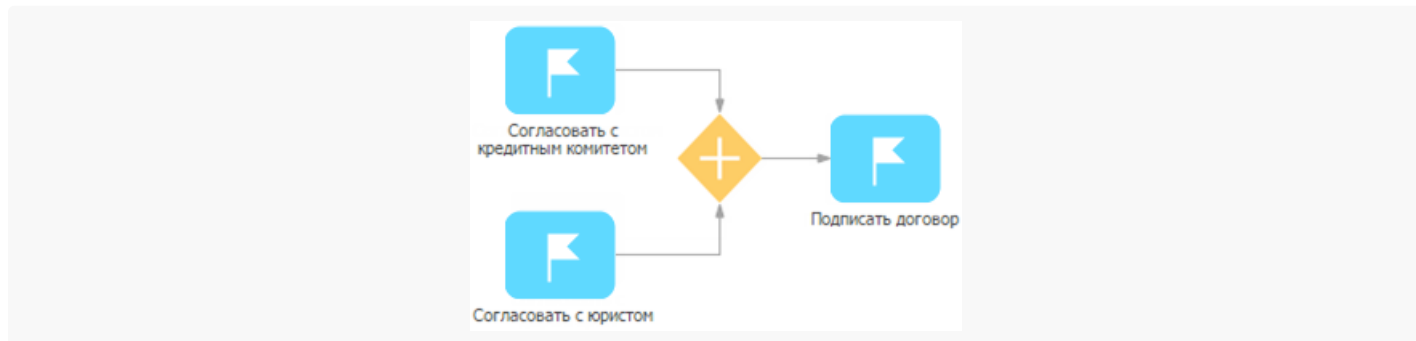 Согласовать с
кредитным комитетом
Подписать договор
Согласовать с юристом